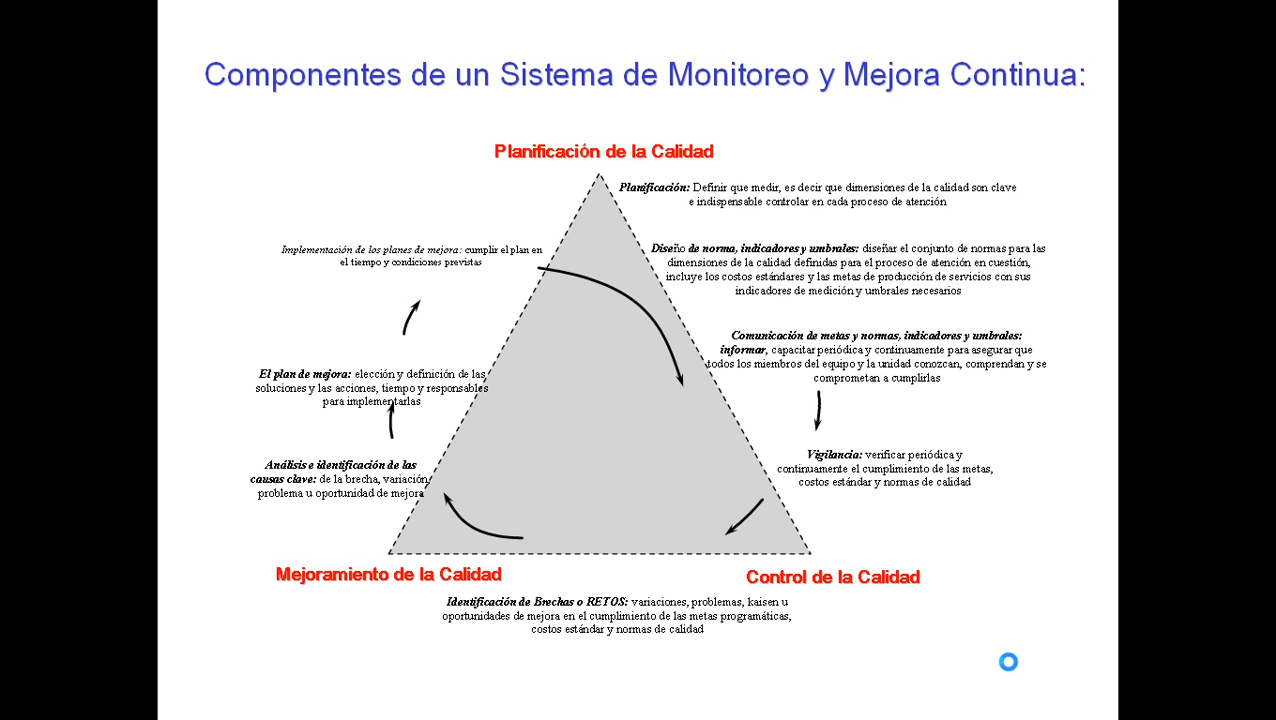 Componentes de un Sistema de Monitoreo y Mejora Continua:
Planificación de la Calidad
Planificación: Definir que medir, es decir que dimensiones de la calidad son clave
e indispensable controlar en cada proceso de atención
Diseño de norma, indicadores y umbrales: diseñar el conjunto de normas para las
dimensiones de la calidad definidas para el proceso de atención en cuestión,
incluye los costos estándares y las metas de producción de servicios con sus
indicadores de medición y umbrales necesarios
Comunicación de metas y normas, indicadores y umbrales:
informar, capacitar periódica y continuamente para asegurar que
todos los miembros del equipo y la unidad conozcan, comprendan y se
comprometan a cumplirlas
Vigilancia: verificar periódica y
continuamente el cumplimiento de las metas,
costos estándar y normas de calidad
Control de la Calidad
Identificación de Brechas o RETOS: variaciones, problemas, kaisen u
oportunidades de mejora en el cumplimiento de las metas programáticas,
costos estándar y normas de calidad
Mejoramiento de la Calidad
Análisis e identificación de las
causas clave: de la brecha, variación,
problema u oportunidad de mejora
El plan de mejora: elección y definición de las
soluciones y las acciones, tiempo y responsables
para implementarlas
Implementación de los planes de mejora: cumplir el plan en
el tiempo y condiciones previstas